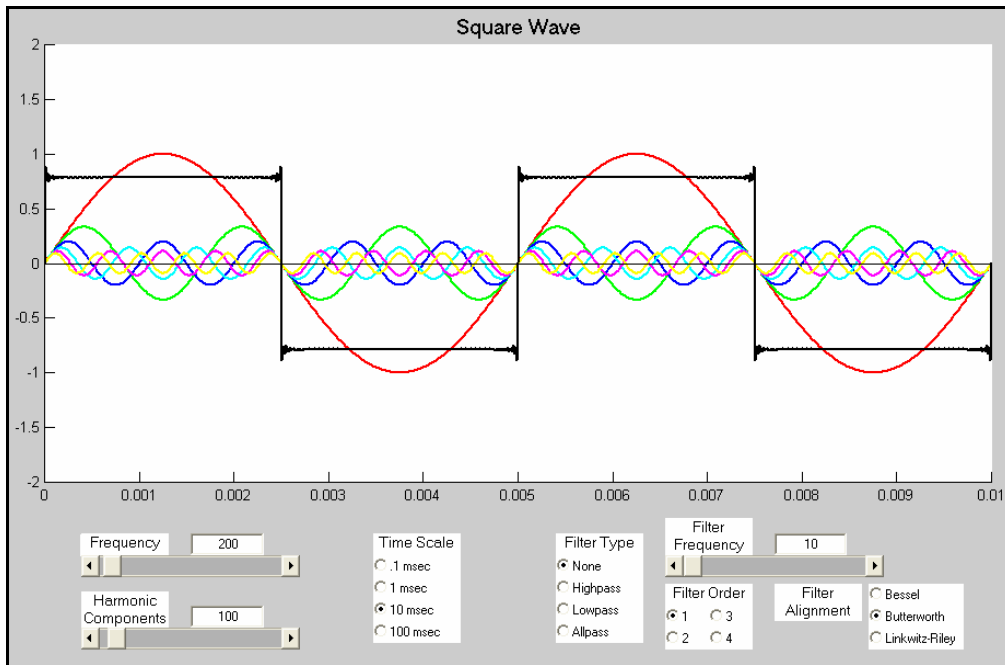 Square Wave
2
1.5
1
0.5
0
-0.5
-1
-1.5
-2
0 0.001 0.002 0.003 0.004 0.005 0.006 0.007 0.008 0.009 0.01
Frequency 200
Harmonic
Components 100
Time Scale
.1 msec
1 msec
10 msec
100 msec
Filter Type
None
Highpass
Lowpass
Allpass
Filter
Frequency 10
Filter Order
1 3
2 4
Filter
Alignment
Bessel
Butterworth
Linkwitz-Riley